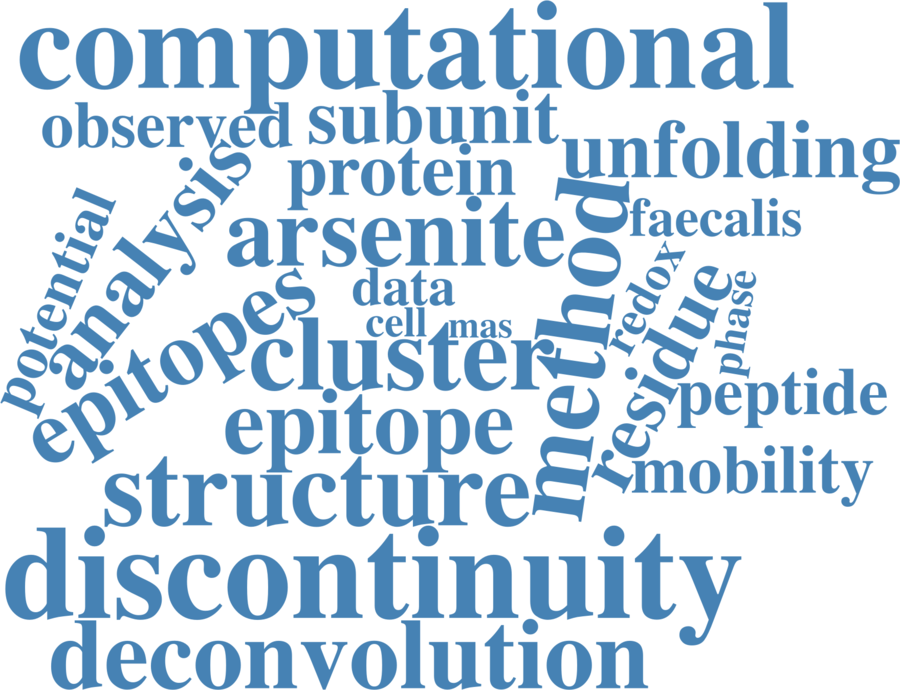 computational
observed
subunit
unfolding
protein
analysis
potential
arsenite
method
faecalis
epitopes
data
redox
residue
phase
cell
mas
cluster
epitope
peptide
structure
mobility
discontinuity
deconvolution